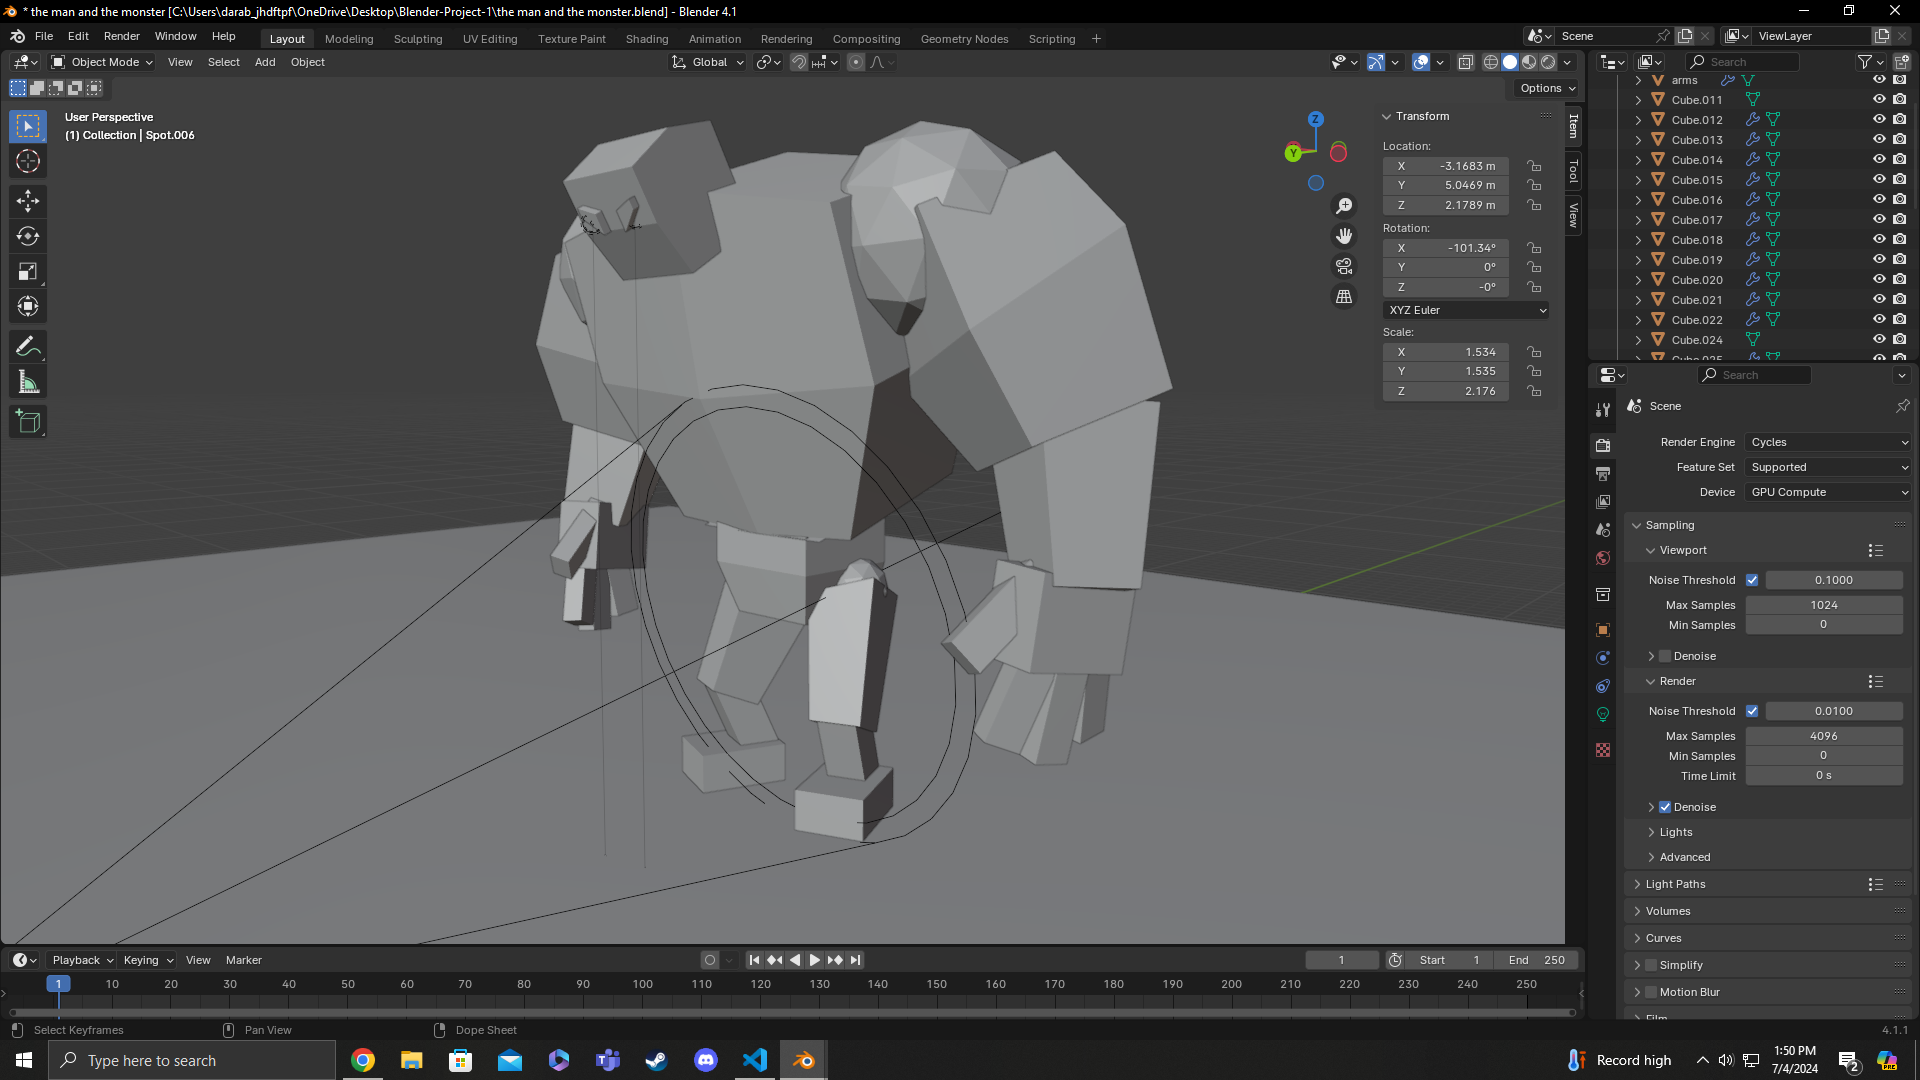 * the man and the monster [C:\Users\darab_jhdftpf\OneDrive\Desktop\Blender-Project-1\the man and the monster.blend] - Blender 4.1
File Edit Render Window Help
Layout Modeling Sculpting UV Editing Texture Paint Shading Animation Rendering Compositing Geometry Nodes Scripting +
Scene
ViewLayer
Object Mode View Select Add Object
Global
Search
Options
User Perspective
(1) Collection | Spot.006
Z
Y
Transform
Location:
X -3.1683 m
Y 5.0469 m
Z 2.1789 m
Rotation:
X -101.34°
Y 0°
Z -0°
XYZ Euler
Scale:
X 1.534
Y 1.535
Z 2.176
Item
Tool
View
arms
Cube.011
Cube.012
Cube.013
Cube.014
Cube.015
Cube.016
Cube.017
Cube.018
Cube.019
Cube.020
Cube.021
Cube.022
Cube.024
Cube.025
Search
Scene
Render Engine Cycles
Feature Set Supported
Device GPU Compute
Sampling
Viewport
Noise Threshold 0.1000
Max Samples 1024
Min Samples 0
Denoise
Render
Noise Threshold 0.0100
Max Samples 4096
Min Samples 0
Time Limit 0 s
Denoise
Lights
Advanced
Light Paths
Volumes
Curves
Simplify
Motion Blur
Film
Playback Keying View Marker
1 Start 1 End 250
1 10 20 30 40 50 60 70 80 90 100 110 120 130 140 150 160 170 180 190 200 210 220 230 240 250
Select Keyframes Pan View Dope Sheet
4.1.1
Type here to search
Record high
1:50 PM
7/4/2024
2
PRE